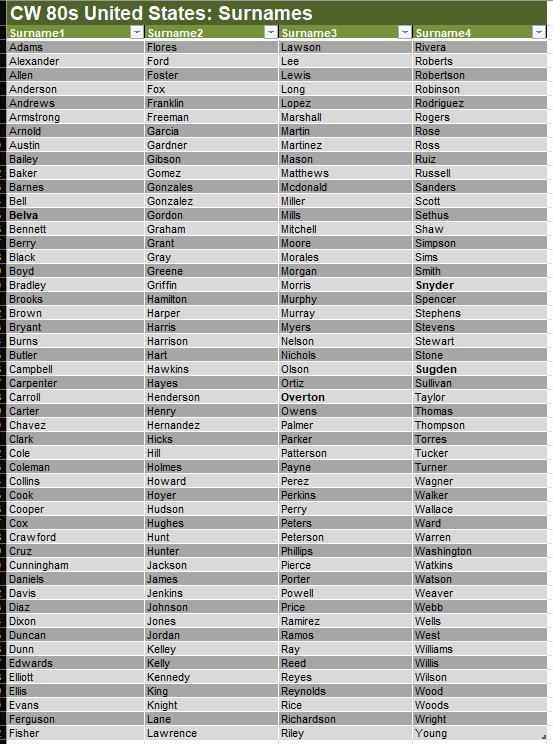 CW 80s United States: Surnames
Surname1 Surname2 Surname3 Surname4
Adams Flores Lawson Rivera
Alexander Ford Lee Roberts
Allen Foster Lewis Robertson
Anderson Fox Long Robinson
Andrews Franklin Lopez Rodriguez
Armstrong Freeman Marshall Rogers
Arnold Garcia Martin Rose
Austin Gardner Martinez Ross
Bailey Gibson Mason Ruiz
Baker Gomez Matthews Russell
Barnes Gonzales Mcdonald Sanders
Bell Gonzalez Miller Scott
Belva Gordon Mills Sethus
Bennett Graham Mitchell Shaw
Berry Grant Moore Simpson
Black Gray Morales Sims
Boyd Greene Morgan Smith
Bradley Griffin Morris Snyder
Brooks Hamilton Murphy Spencer
Brown Harper Murray Stephens
Bryant Harris Myers Stevens
Burns Harrison Nelson Stewart
Butler Hart Nichols Stone
Campbell Hawkins Olson Sugden
Carpenter Hayes Ortiz Sullivan
Carroll Henderson Overton Taylor
Carter Henry Owens Thomas
Chavez Hernandez Palmer Thompson
Clark Hicks Parker Torres
Cole Hill Patterson Tucker
Coleman Holmes Payne Turner
Collins Howard Perez Wagner
Cook Hoyer Perkins Walker
Cooper Hudson Perry Wallace
Cox Hughes Peters Ward
Crawford Hunt Peterson Warren
Cruz Hunter Phillips Washington
Cunningham Jackson Pierce Watkins
Daniels James Porter Watson
Davis Jenkins Powell Weaver
Diaz Johnson Price Webb
Dixon Jones Ramirez Wells
Duncan Jordan Ramos West
Dunn Kelley Ray Williams
Edwards Kelly Reed Willis
Elliott Kennedy Reyes Wilson
Ellis King Reynolds Wood
Evans Knight Rice Woods
Ferguson Lane Richardson Wright
Fisher Lawrence Riley Young